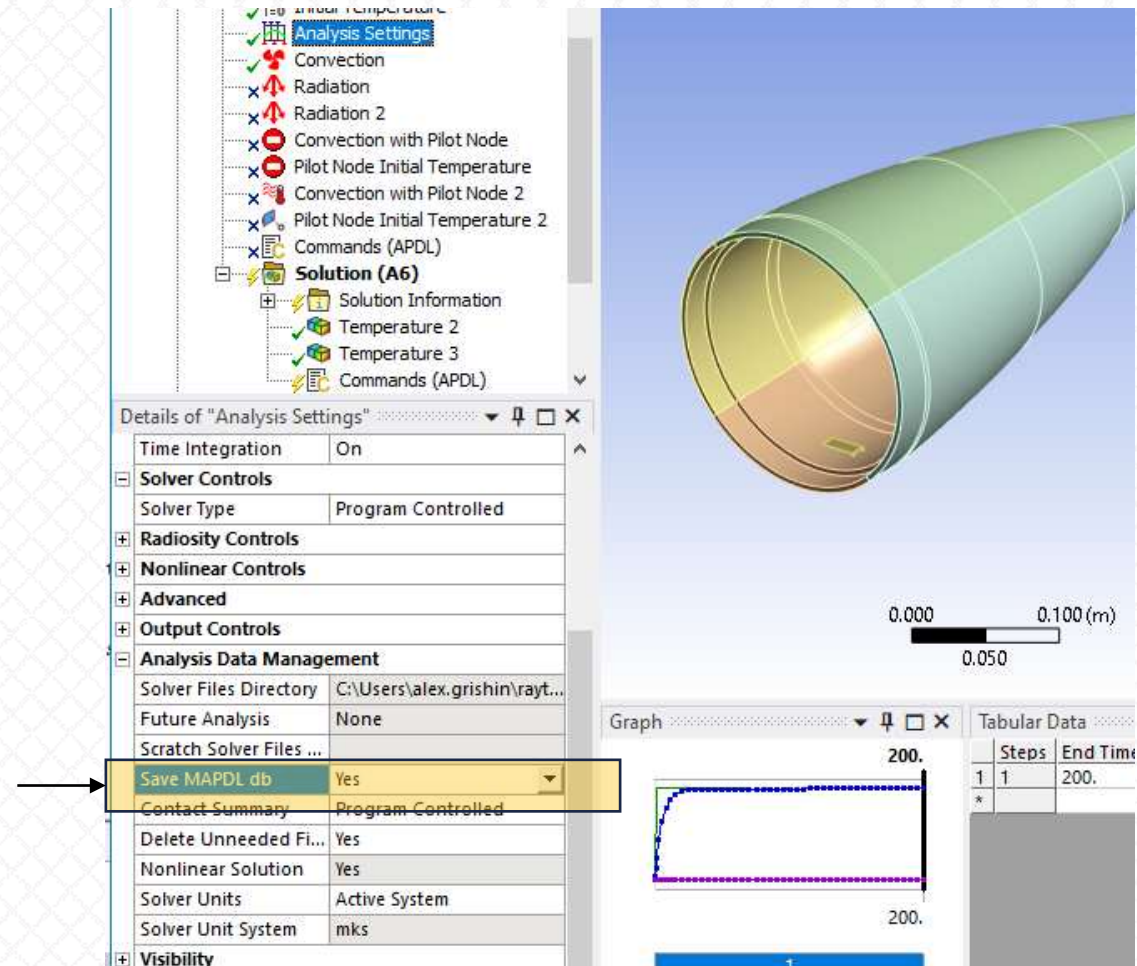 Initial Temperature
Analysis Settings
Convection
Radiation
Radiation 2
Convection with Pilot Node
Pilot Node Initial Temperature
Convection with Pilot Node 2
Pilot Node Initial Temperature 2
Commands (APDL)
Solution (A6)
Solution Information
Temperature 2
Temperature 3
Commands (APDL)
Details of "Analysis Settings"
Time Integration On
Solver Controls
Solver Type Program Controlled
Radiosity Controls
Nonlinear Controls
Advanced
Output Controls
Analysis Data Management
Solver Files Directory C:\Users\alex.grishin\rayt...
Future Analysis None
Scratch Solver Files ...
Save MAPDL db Yes
Contact Summary Program Controlled
Delete Unneeded Fi... Yes
Nonlinear Solution Yes
Solver Units Active System
Solver Unit System mks
Visibility
0.000 0.100 (m)
0.050
Graph
200.
200.
1
Tabular Data
Steps End Time
1 1 200.
*